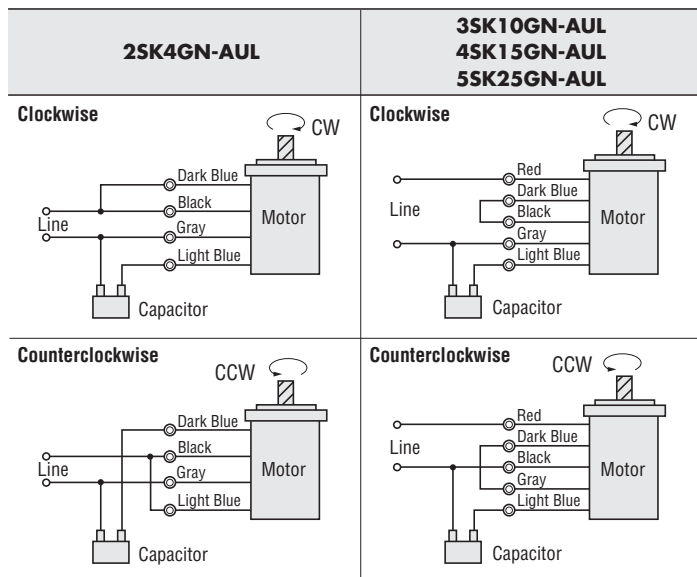 2SK4GN-AUL
3SK10GN-AUL
4SK15GN-AUL
5SK25GN-AUL
Clockwise
CW
Dark Blue
Black
Line
Gray
Light Blue
Motor
Capacitor
Clockwise
CW
Red
Dark Blue
Line
Black
Gray
Light Blue
Motor
Capacitor
Counterclockwise
CCW
Dark Blue
Black
Line
Gray
Light Blue
Motor
Capacitor
Counterclockwise
CCW
Red
Dark Blue
Line
Black
Gray
Light Blue
Motor
Capacitor